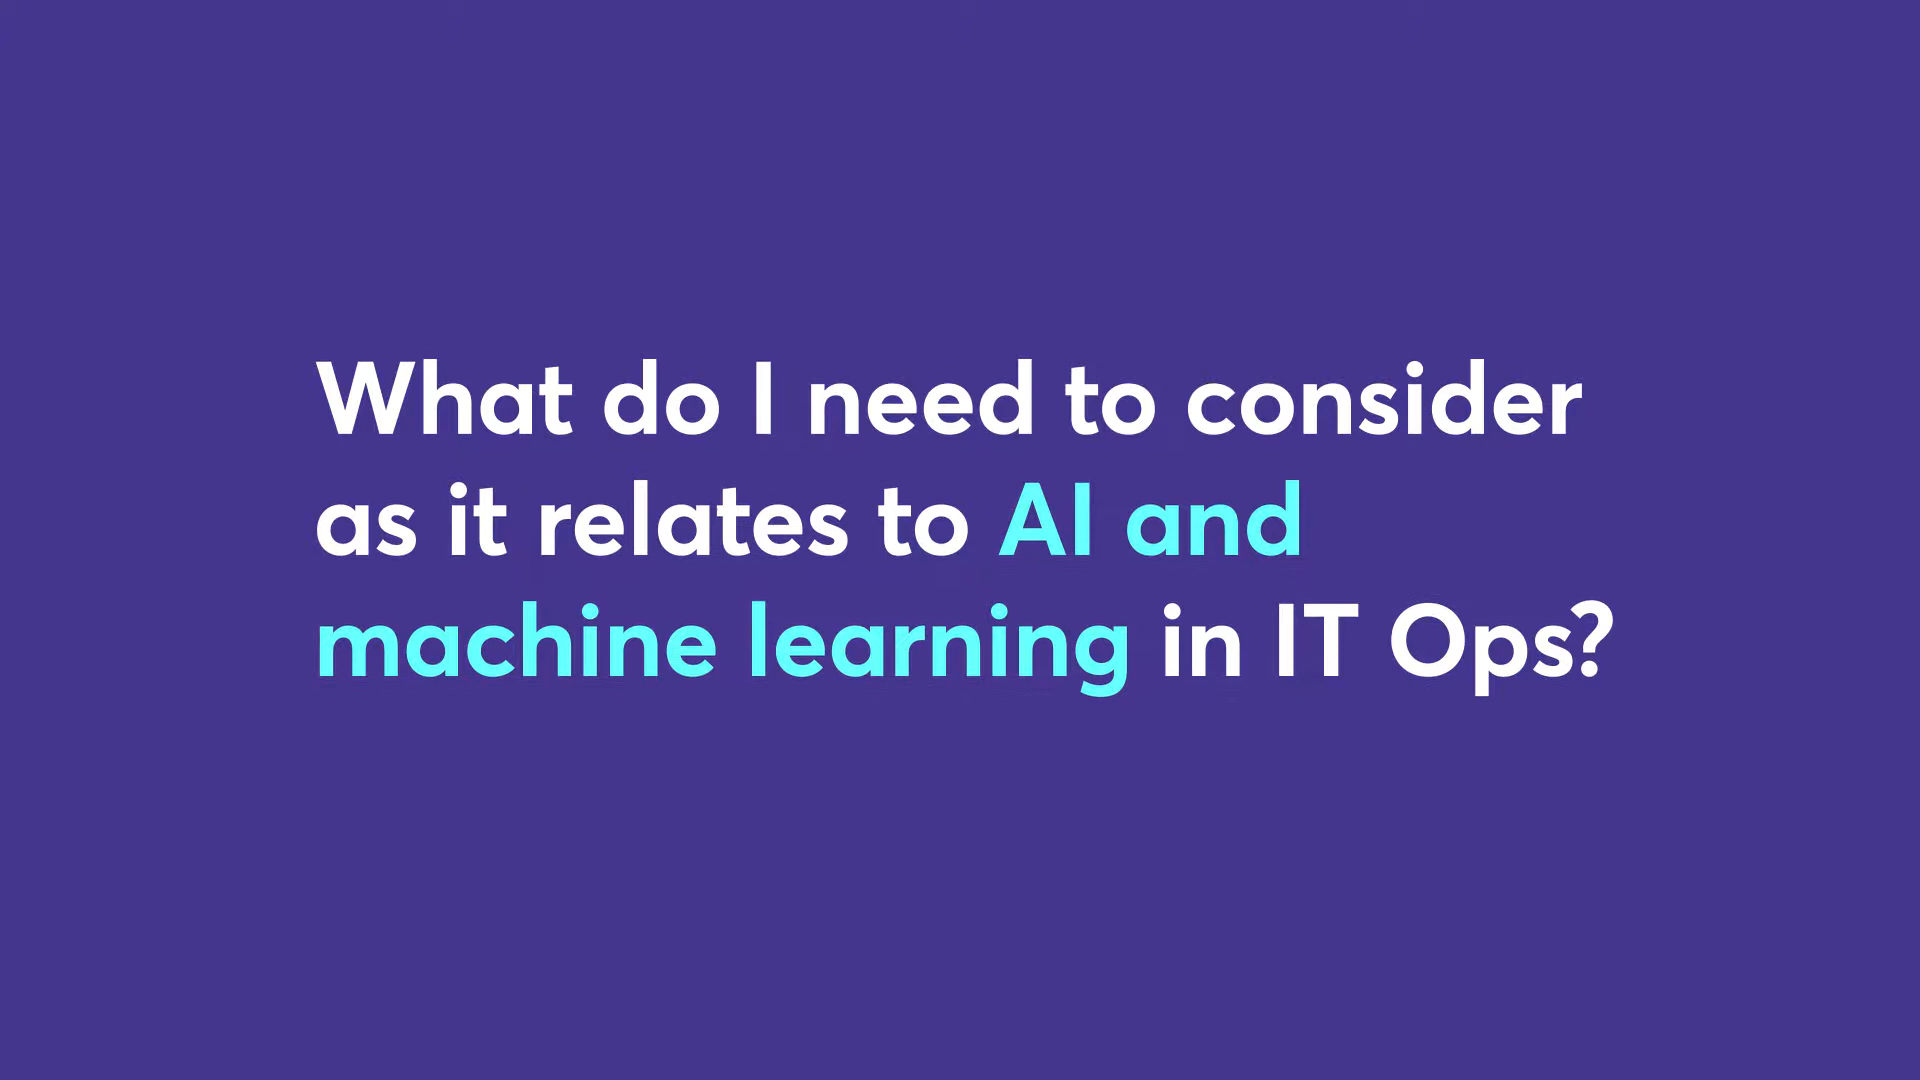 What do I need to consider
as it relates to AI and
machine learning in IT Ops?